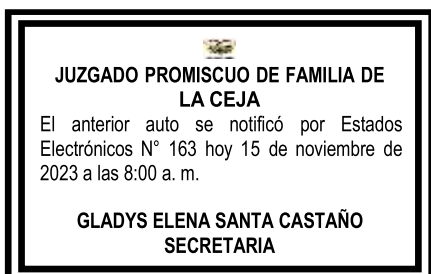 JUZGADO PROMISCUO DE FAMILIA DE
LA CEJA
El anterior auto se notificó por Estados
Electrónicos N° 163 hoy 15 de noviembre de
2023 a las 8:00 a. m.
GLADYS ELENA SANTA CASTAÑO
SECRETARIA